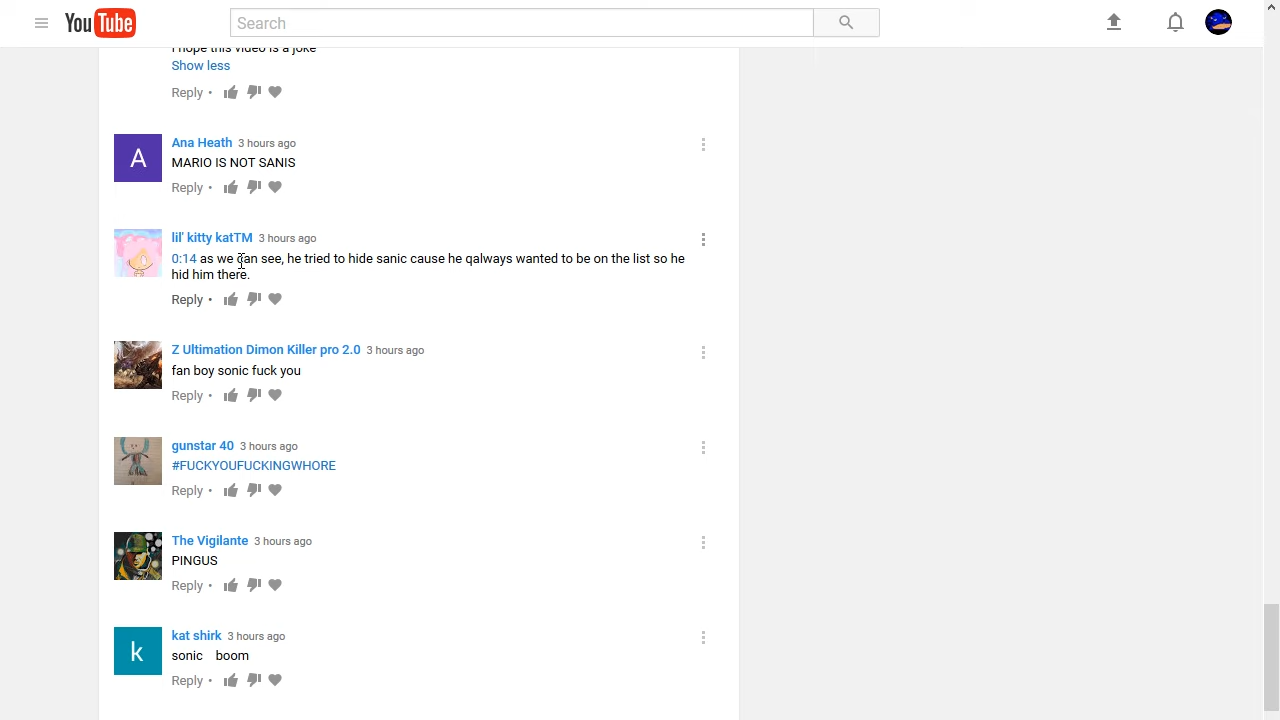 YouTube
Search
I hope this video is a joke
Show less
Reply •
A
Ana Heath 3 hours ago
MARIO IS NOT SANIS
Reply •
lil' kitty katTM 3 hours ago
0:14 as we can see, he tried to hide sanic cause he qalways wanted to be on the list so he
hid him there.
Reply •
Z Ultimation Dimon Killer pro 2.0 3 hours ago
fan boy sonic fuck you
Reply •
gunstar 40 3 hours ago
#FUCKYOUFUCKINGWHORE
Reply •
The Vigilante 3 hours ago
PINGUS
Reply •
k
kat shirk 3 hours ago
sonic boom
Reply •